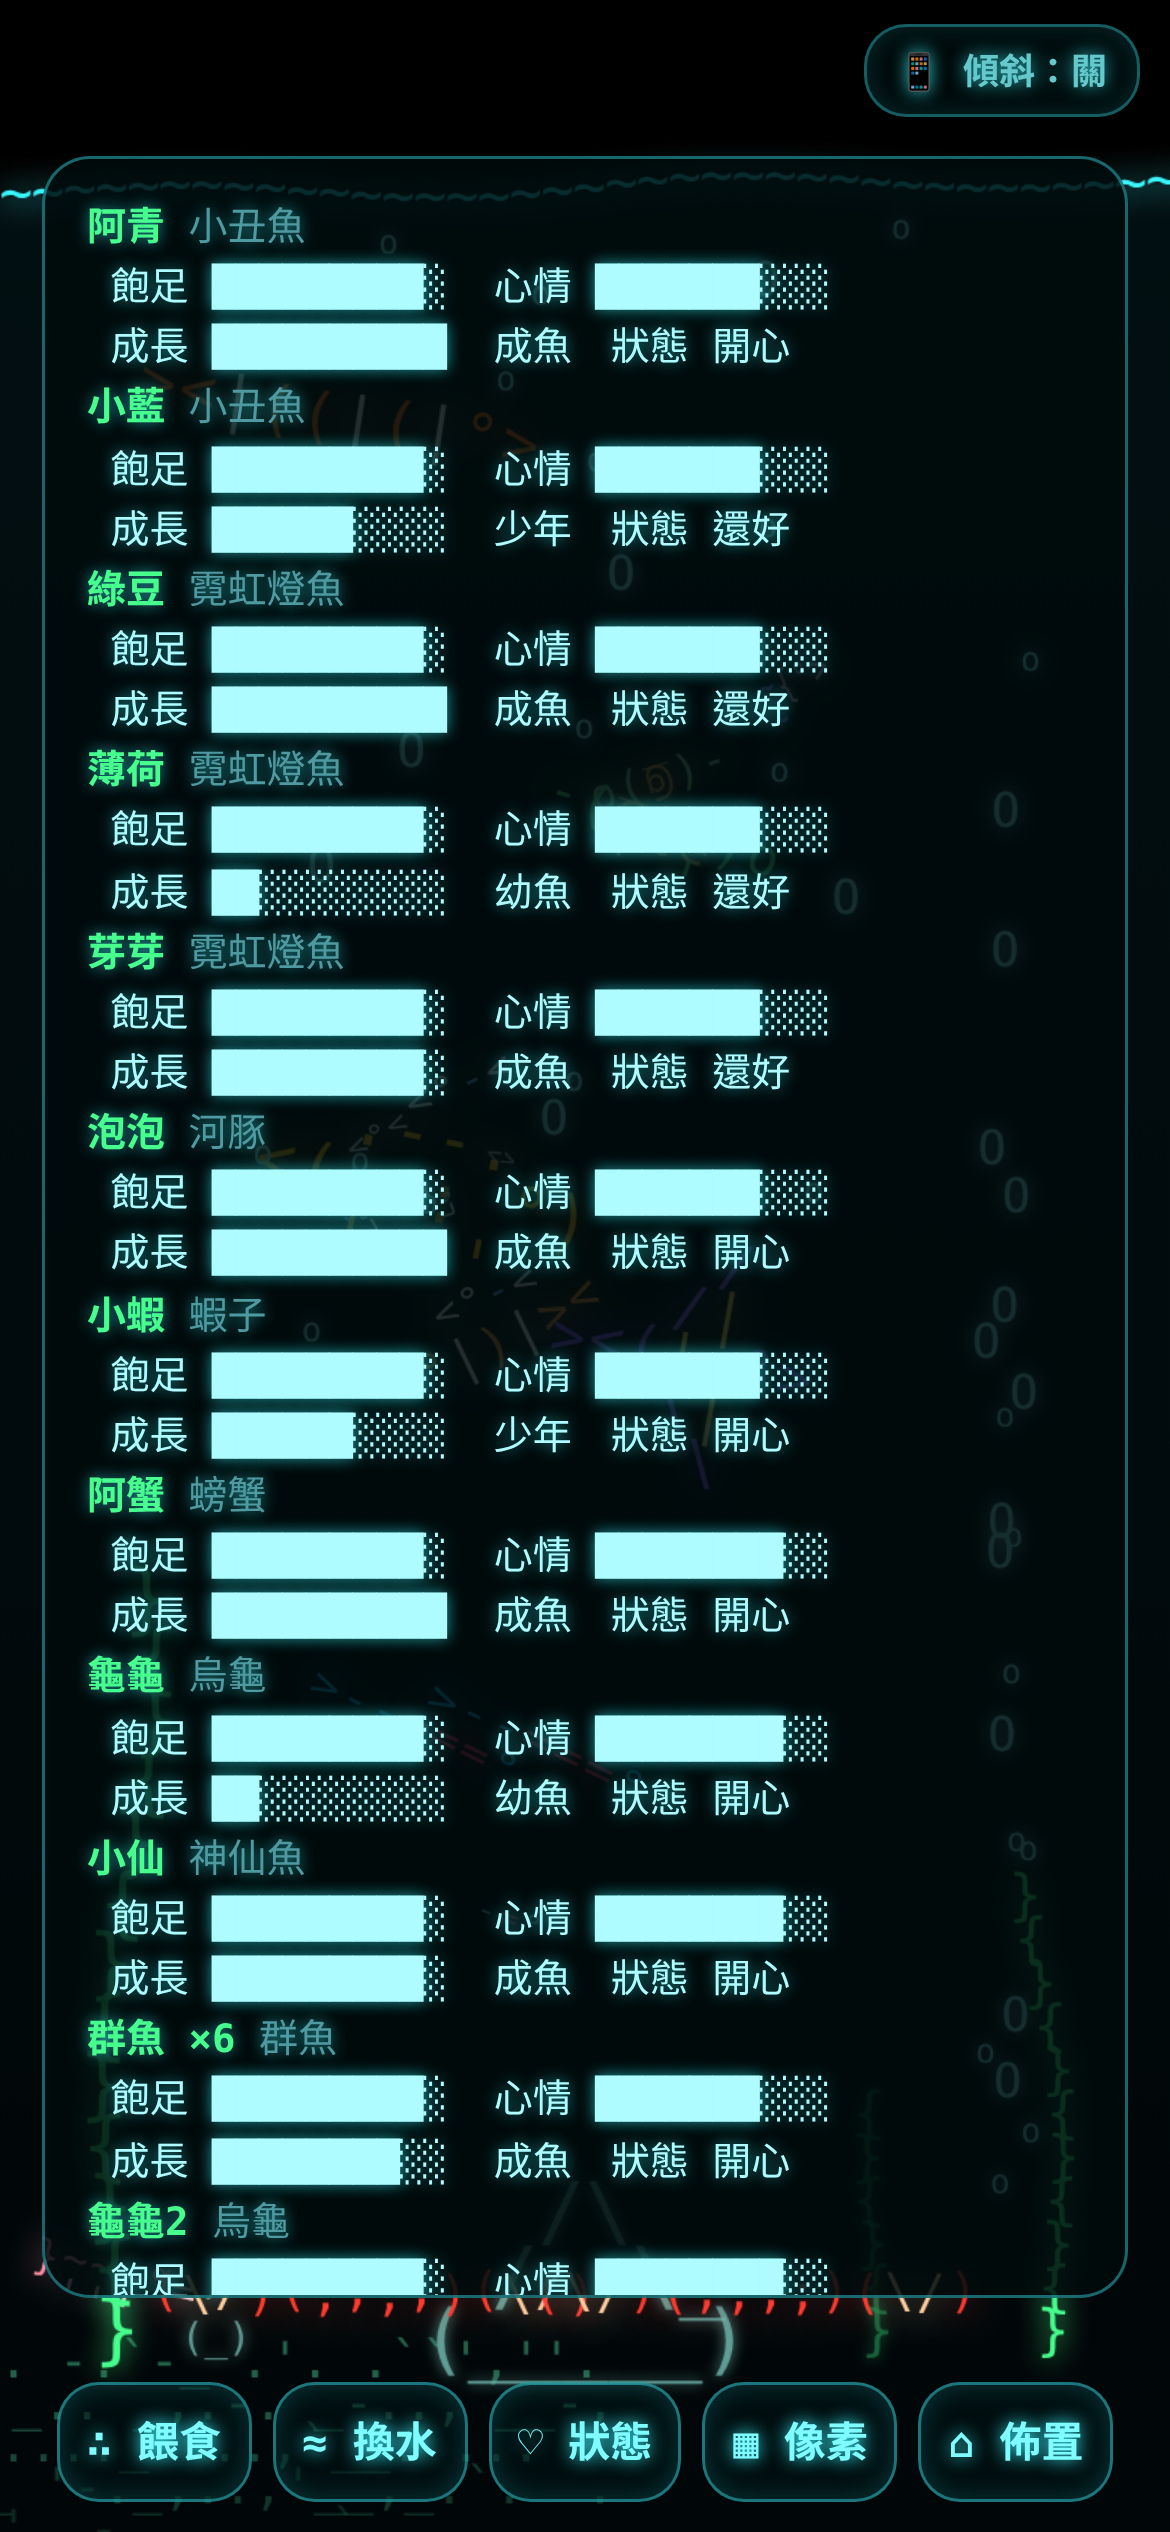 📱 傾斜：關
阿青 小丑魚
飽足 █████████░ 心情 ███████░░░
成長 ██████████ 成魚 狀態 開心
小藍 小丑魚
飽足 █████████░ 心情 ███████░░░
成長 ██████░░░░ 少年 狀態 還好
綠豆 霓虹燈魚
飽足 █████████░ 心情 ███████░░░
成長 ██████████ 成魚 狀態 還好
薄荷 霓虹燈魚
飽足 █████████░ 心情 ███████░░░
成長 ██░░░░░░░░ 幼魚 狀態 還好
芽芽 霓虹燈魚
飽足 █████████░ 心情 ███████░░░
成長 █████████░ 成魚 狀態 還好
泡泡 河豚
飽足 █████████░ 心情 ███████░░░
成長 ██████████ 成魚 狀態 開心
小蝦 蝦子
飽足 █████████░ 心情 ███████░░░
成長 ██████░░░░ 少年 狀態 開心
阿蟹 螃蟹
飽足 █████████░ 心情 ████████░░
成長 ██████████ 成魚 狀態 開心
龜龜 烏龜
飽足 █████████░ 心情 ████████░░
成長 ██░░░░░░░░ 幼魚 狀態 開心
小仙 神仙魚
飽足 █████████░ 心情 ████████░░
成長 █████████░ 成魚 狀態 開心
群魚 ×6 群魚
飽足 █████████░ 心情 ███████░░░
成長 ████████░░ 成魚 狀態 開心
龜龜2 烏龜
飽足 █████████░ 心情 ████████░░
∴ 餵食 ≈ 換水 ♡ 狀態 ▦ 像素 ⌂ 佈置